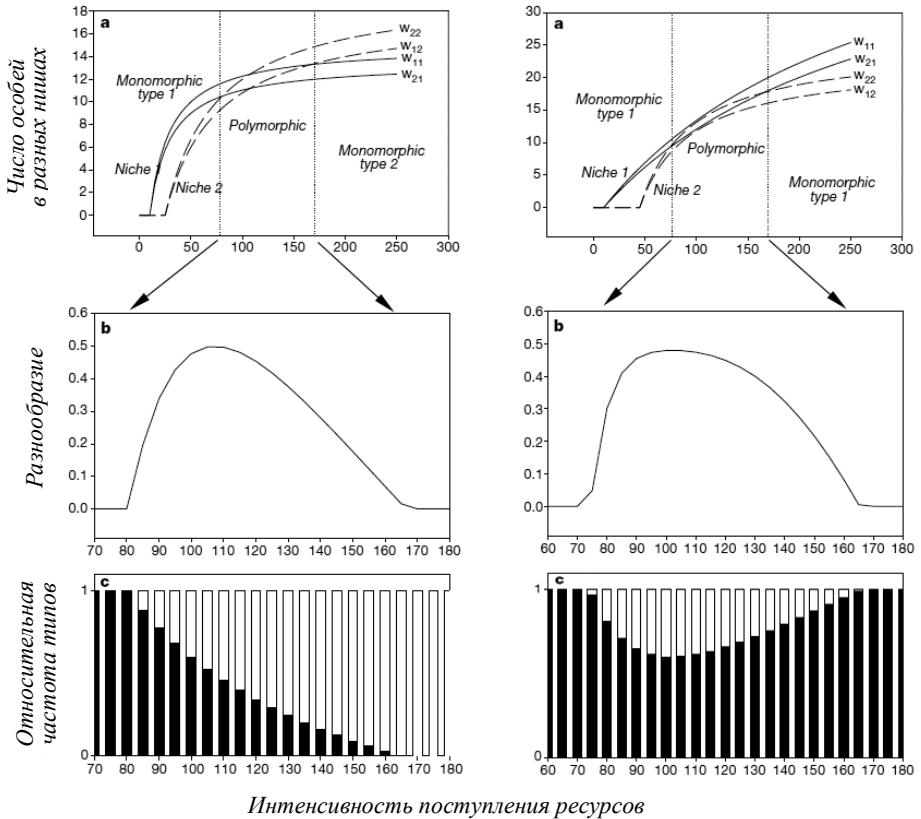 Число особей
в разных нишах
a
18
16
14
12
10
8
6
4
2
0
w22
w12
w11
w21
Monomorphic
type 1
Polymorphic
Monomorphic
type 2
Niche 1
Niche 2
0 50 100 150 200 250 300
a
30
25
20
15
10
5
0
w11
w21
w22
w12
Monomorphic
type 1
Niche 1
Polymorphic
Niche 2
Monomorphic
type 1
0 50 100 150 200 250 300
Разнообразие
b
0.6
0.5
0.4
0.3
0.2
0.1
0.0
70 80 90 100 110 120 130 140 150 160 170 180
b
0.6
0.5
0.4
0.3
0.2
0.1
0.0
60 70 80 90 100 110 120 130 140 150 160 170 180
Относительная
частота типов
c
1
0
70 80 90 100 110 120 130 140 150 160 170 180
c
1
0
60 70 80 90 100 110 120 130 140 150 160 170 180
Интенсивность поступления ресурсов